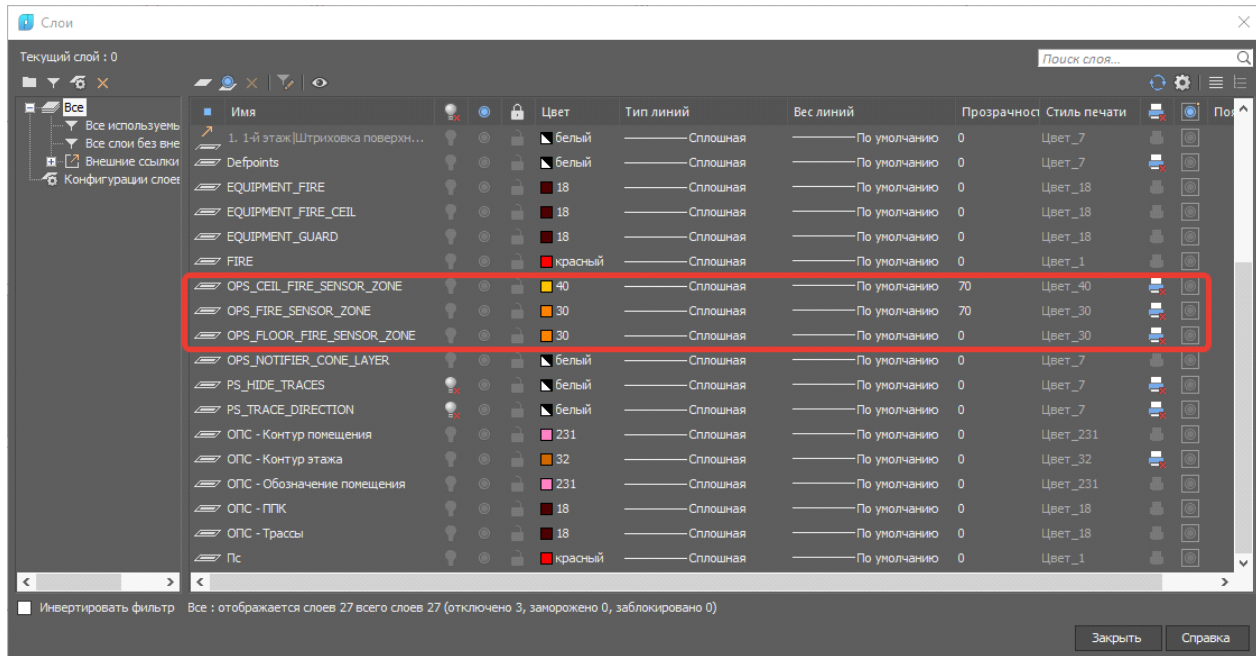 Слои
Текущий слой : 0
Поиск слоя...
Все
Все используемь
Все слои без вне
Внешние ссылки
Конфигурации слоев
Имя Цвет Тип линий Вес линий Прозрачност Стиль печати Поя
1. 1-й этаж|Штриховка поверхн... белый Сплошная По умолчанию 0 Цвет_7
Defpoints белый Сплошная По умолчанию 0 Цвет_7
EQUIPMENT_FIRE 18 Сплошная По умолчанию 0 Цвет_18
EQUIPMENT_FIRE_CEIL 18 Сплошная По умолчанию 0 Цвет_18
EQUIPMENT_GUARD 18 Сплошная По умолчанию 0 Цвет_18
FIRE красный Сплошная По умолчанию 0 Цвет_1
OPS_CEIL_FIRE_SENSOR_ZONE 40 Сплошная По умолчанию 70 Цвет_40
OPS_FIRE_SENSOR_ZONE 30 Сплошная По умолчанию 70 Цвет_30
OPS_FLOOR_FIRE_SENSOR_ZONE 30 Сплошная По умолчанию 0 Цвет_30
OPS_NOTIFIER_CONE_LAYER белый Сплошная По умолчанию 0 Цвет_7
PS_HIDE_TRACES белый Сплошная По умолчанию 0 Цвет_7
PS_TRACE_DIRECTION белый Сплошная По умолчанию 0 Цвет_7
ОПС - Контур помещения 231 Сплошная По умолчанию 0 Цвет_231
ОПС - Контур этажа 32 Сплошная По умолчанию 0 Цвет_32
ОПС - Обозначение помещения 231 Сплошная По умолчанию 0 Цвет_231
ОПС - ППК 18 Сплошная По умолчанию 0 Цвет_18
ОПС - Трассы 18 Сплошная По умолчанию 0 Цвет_18
Пс красный Сплошная По умолчанию 0 Цвет_1
Инвертировать фильтр Все : отображается слоев 27 всего слоев 27 (отключено 3, заморожено 0, заблокировано 0)
Закрыть Справка